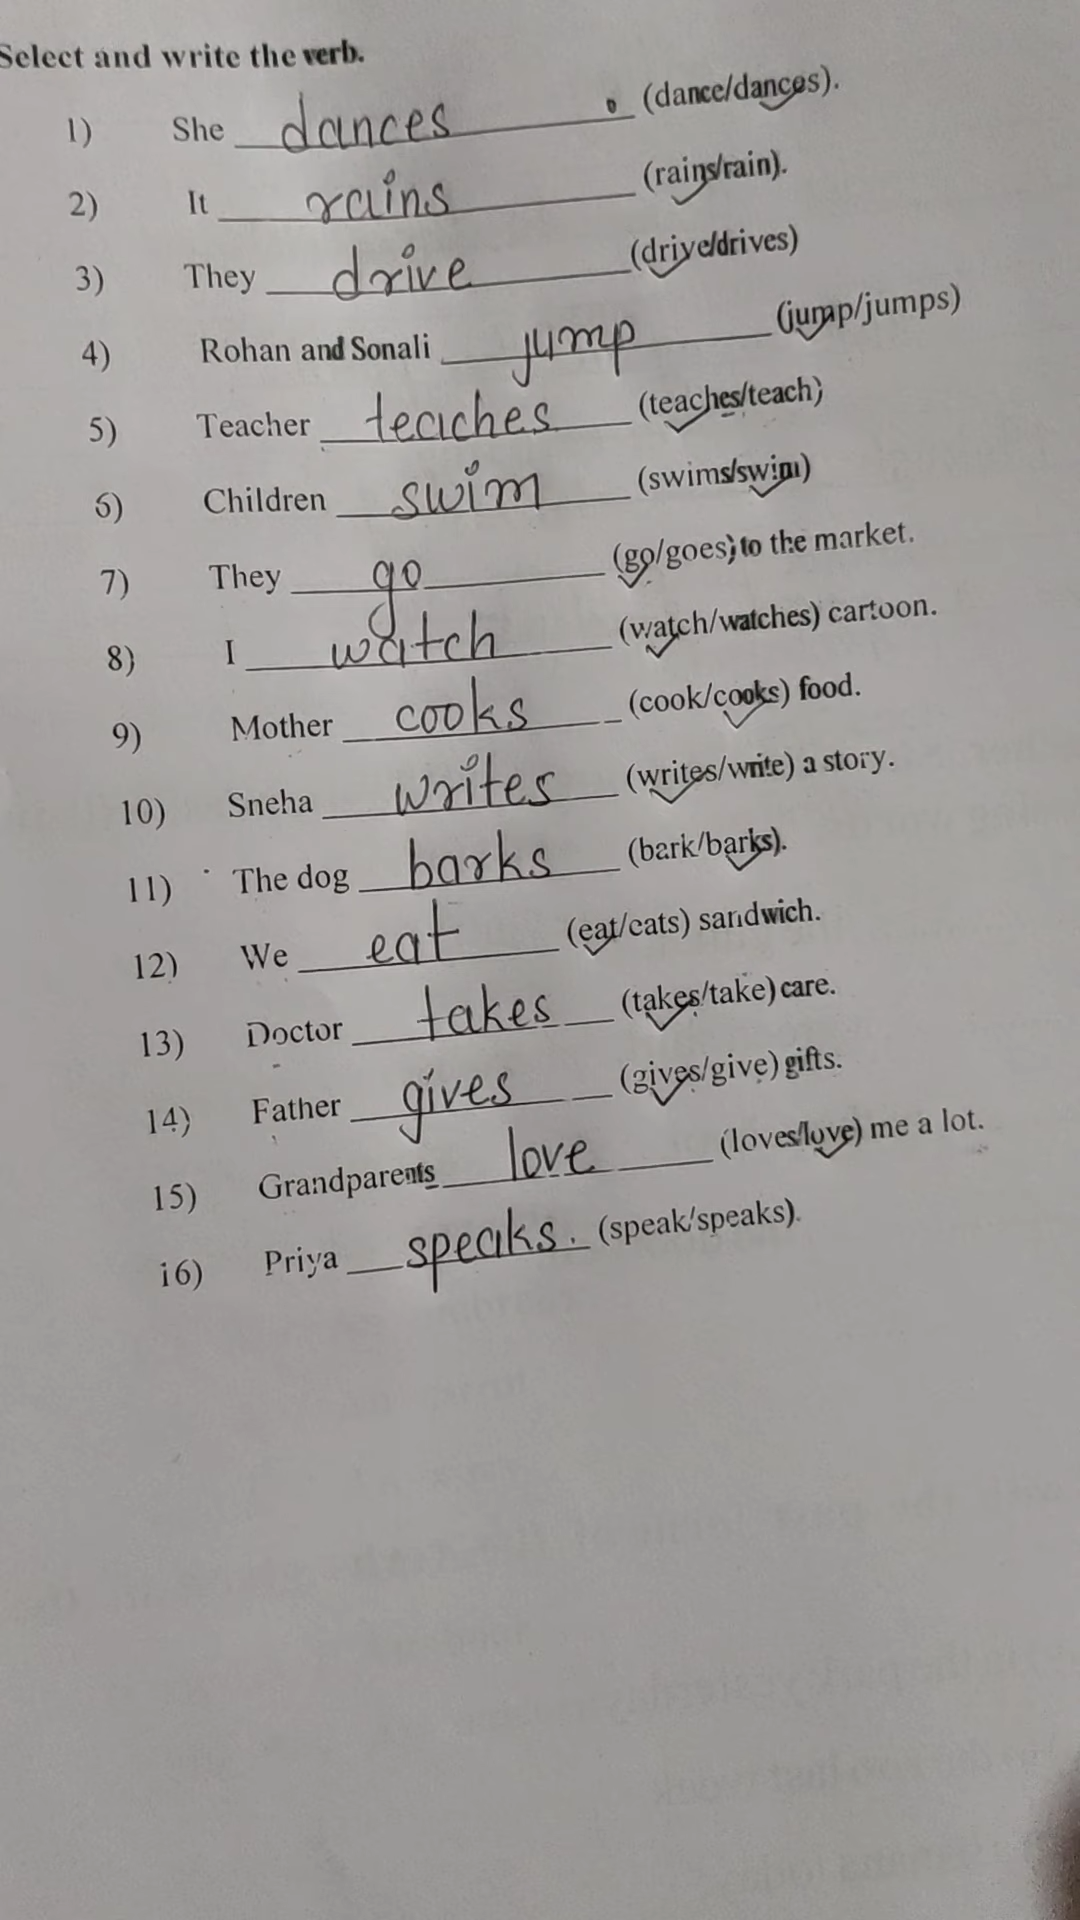 Select and write the verb.
1) She dances . (dance/dances).
2) It rains (rains/rain).
3) They drive (drive/drives)
4) Rohan and Sonali jump (jump/jumps)
5) Teacher teaches (teaches/teach)
6) Children swim (swims/swim)
7) They go (go/goes) to the market.
8) I watch (watch/watches) cartoon.
9) Mother cooks (cook/cooks) food.
10) Sneha writes (writes/write) a story.
11) The dog barks (bark/barks).
12) We eat (eat/eats) sandwich.
13) Doctor takes (takes/take) care.
14) Father gives (gives/give) gifts.
15) Grandparents love (loves/love) me a lot.
16) Priya speaks. (speak/speaks).